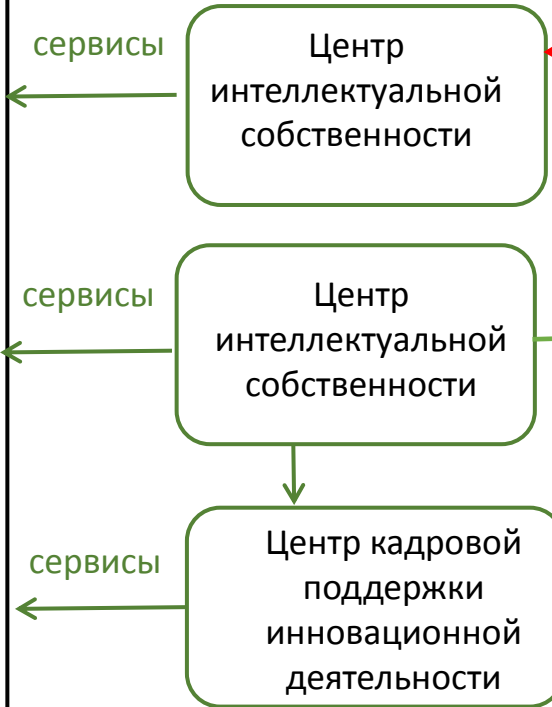 сервисы
Центр
интеллектуальной
собственности
сервисы
Центр
интеллектуальной
собственности
сервисы
Центр кадровой
поддержки
инновационной
деятельности